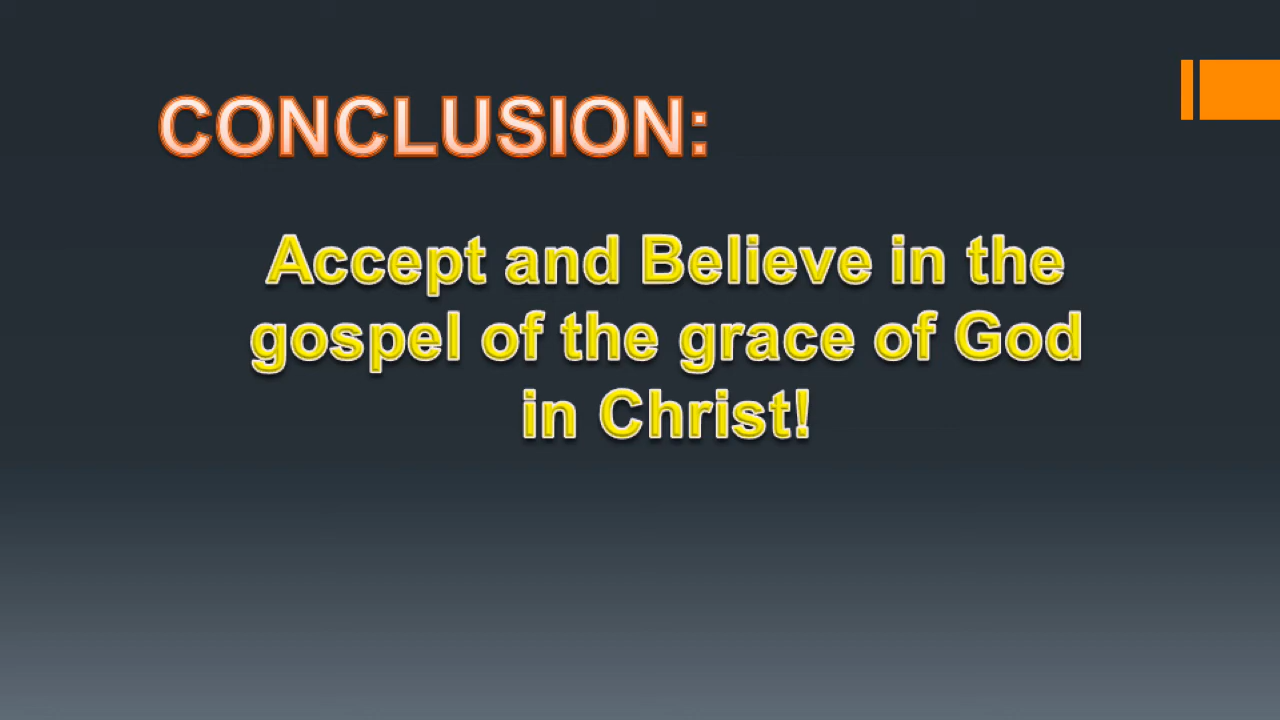 CONCLUSION:
Accept and Believe in the
gospel of the grace of God
in Christ!